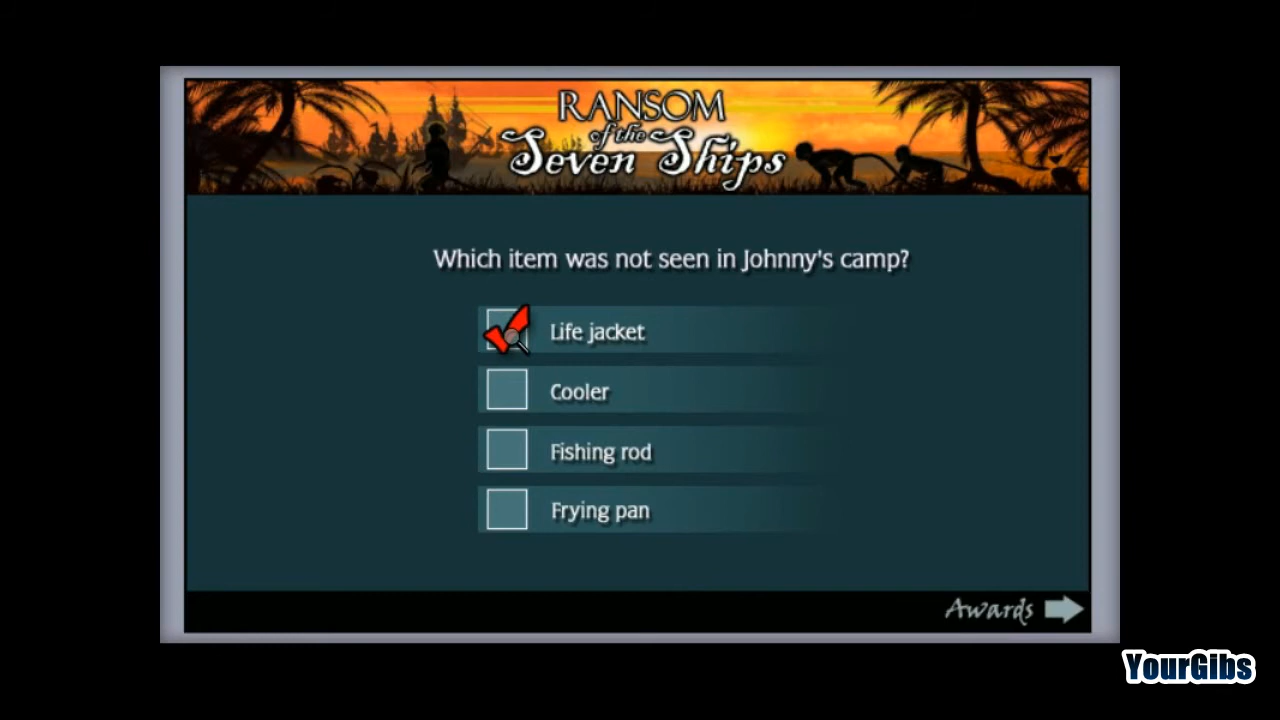 RANSOM
of the
Seven Ships
Which item was not seen in Johnny's camp?
Life jacket
Cooler
Fishing rod
Frying pan
Awards
YourGibs